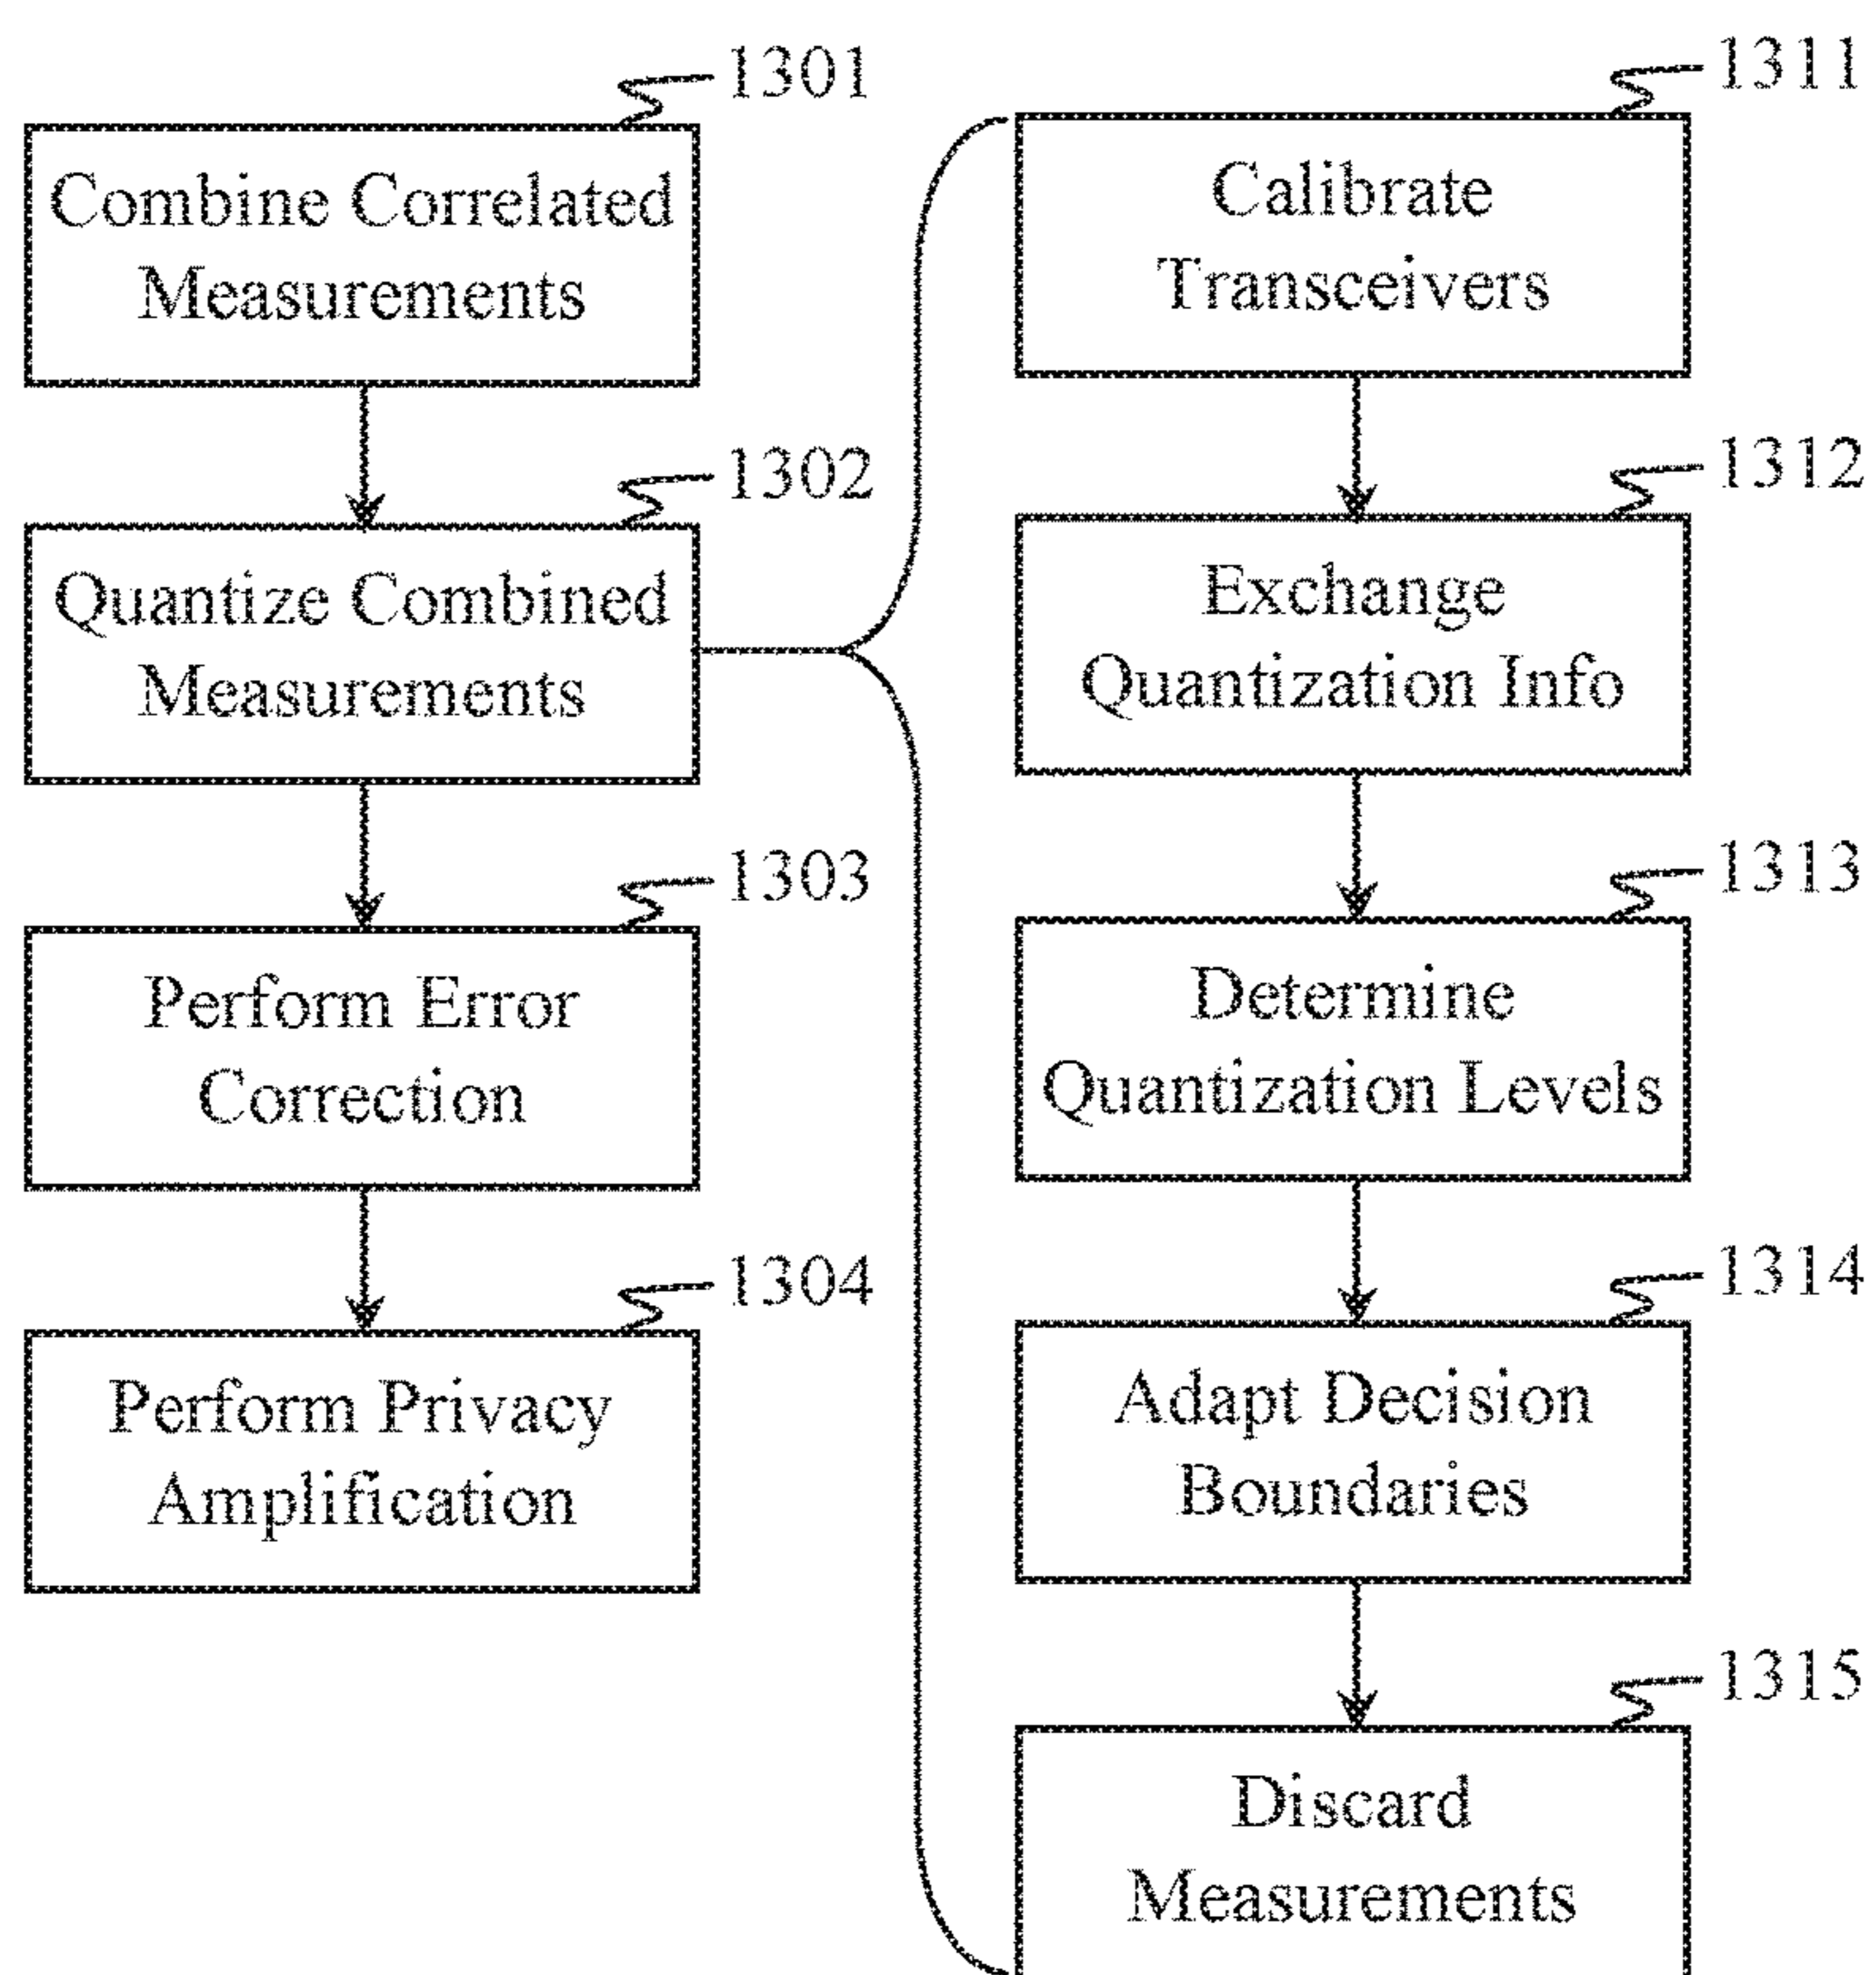 1301
Combine Correlated
Measurements
1302
Quantize Combined
Measurements
1303
Perform Error
Correction
1304
Perform Privacy
Amplification
1311
Calibrate
Transceivers
1312
Exchange
Quantization Info
1313
Determine
Quantization Levels
1314
Adapt Decision
Boundaries
1315
Discard
Measurements